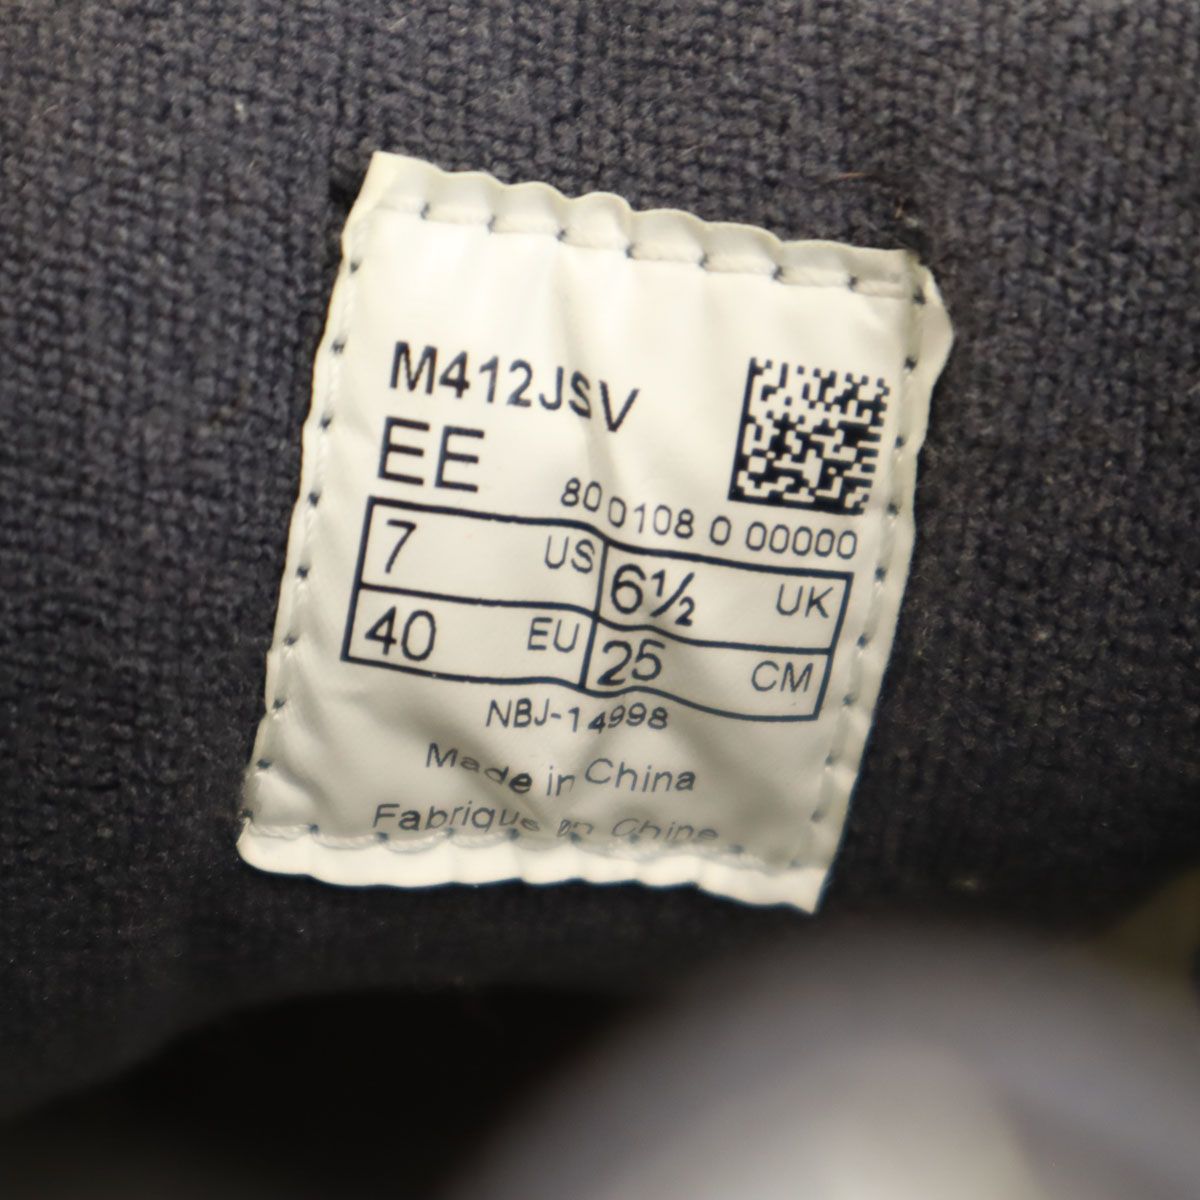 M412JSV
EE
800108 0 00000
7 US 6½ UK
40 EU 25 CM
NBJ-14998
Made in China
Fabrique en Chine